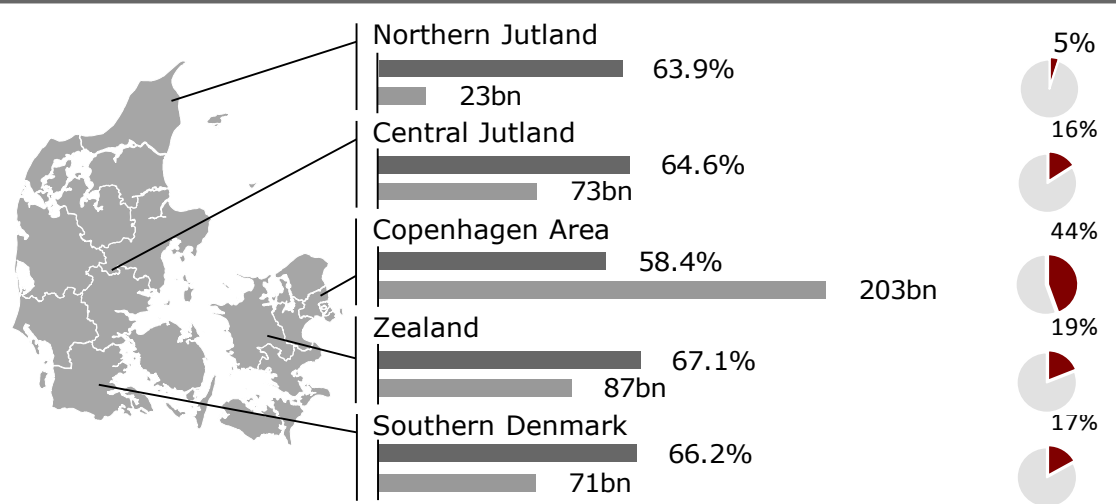 Northern Jutland
5%
63.9%
23bn
Central Jutland
16%
64.6%
73bn
Copenhagen Area
44%
58.4%
203bn
Zealand
19%
67.1%
87bn
Southern Denmark
17%
66.2%
71bn